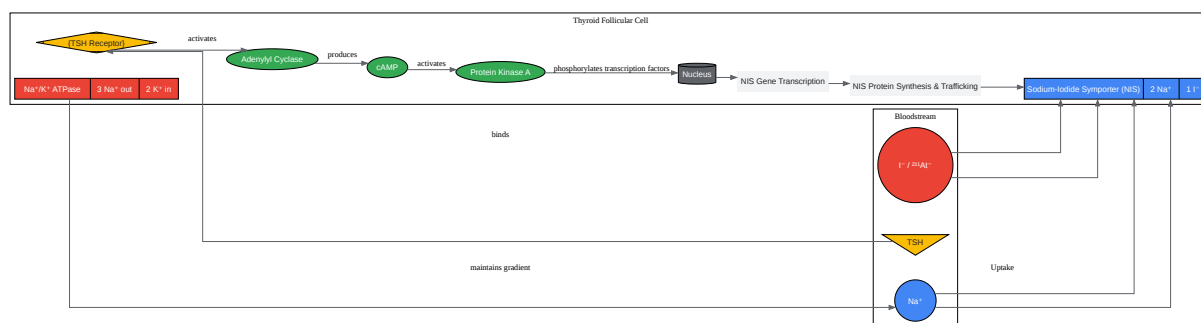 Thyroid Follicular Cell
(TSH Receptor)
activates
Adenylyl Cyclase
produces
cAMP
activates
Protein Kinase A
phosphorylates transcription factors
Nucleus
NIS Gene Transcription
NIS Protein Synthesis & Trafficking
Sodium-Iodide Symporter (NIS)
2 Na⁺
1 I⁻
Na⁺/K⁺ ATPase
3 Na⁺ out
2 K⁺ in
binds
Bloodstream
I⁻ / ²¹¹At⁻
TSH
maintains gradient
Uptake
Na⁺